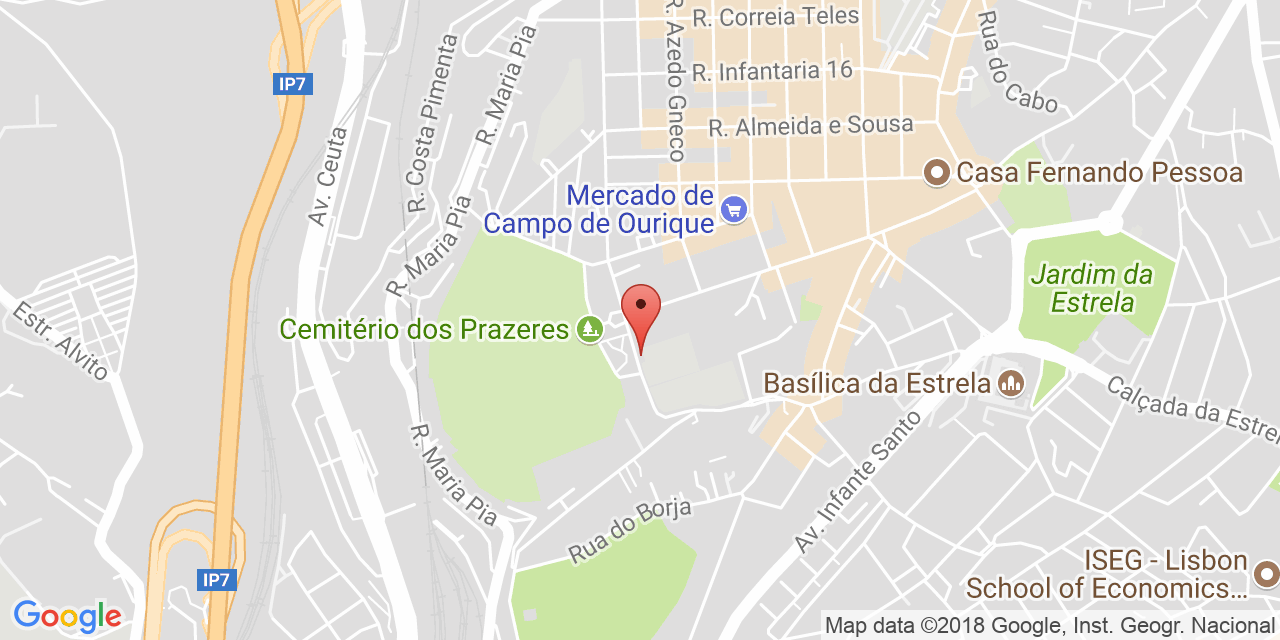 R. Correia Teles
R. Azedo Gneco
Rua do Cabo
R. Infantaria 16
IP7
R. Costa Pimenta
R. Maria Pia
Av. Ceuta
R. Almeida e Sousa
Casa Fernando Pessoa
Mercado de
Campo de Ourique
R. Maria Pia
Jardim da
Estrela
Estr. Alvito
Cemitério dos Prazeres
Basílica da Estrela
Calçada da Estre
R. Maria Pia
Av. Infante Santo
Rua do Borja
IP7
ISEG - Lisbon
School of Economics...
Google
Map data ©2018 Google, Inst. Geogr. Nacional